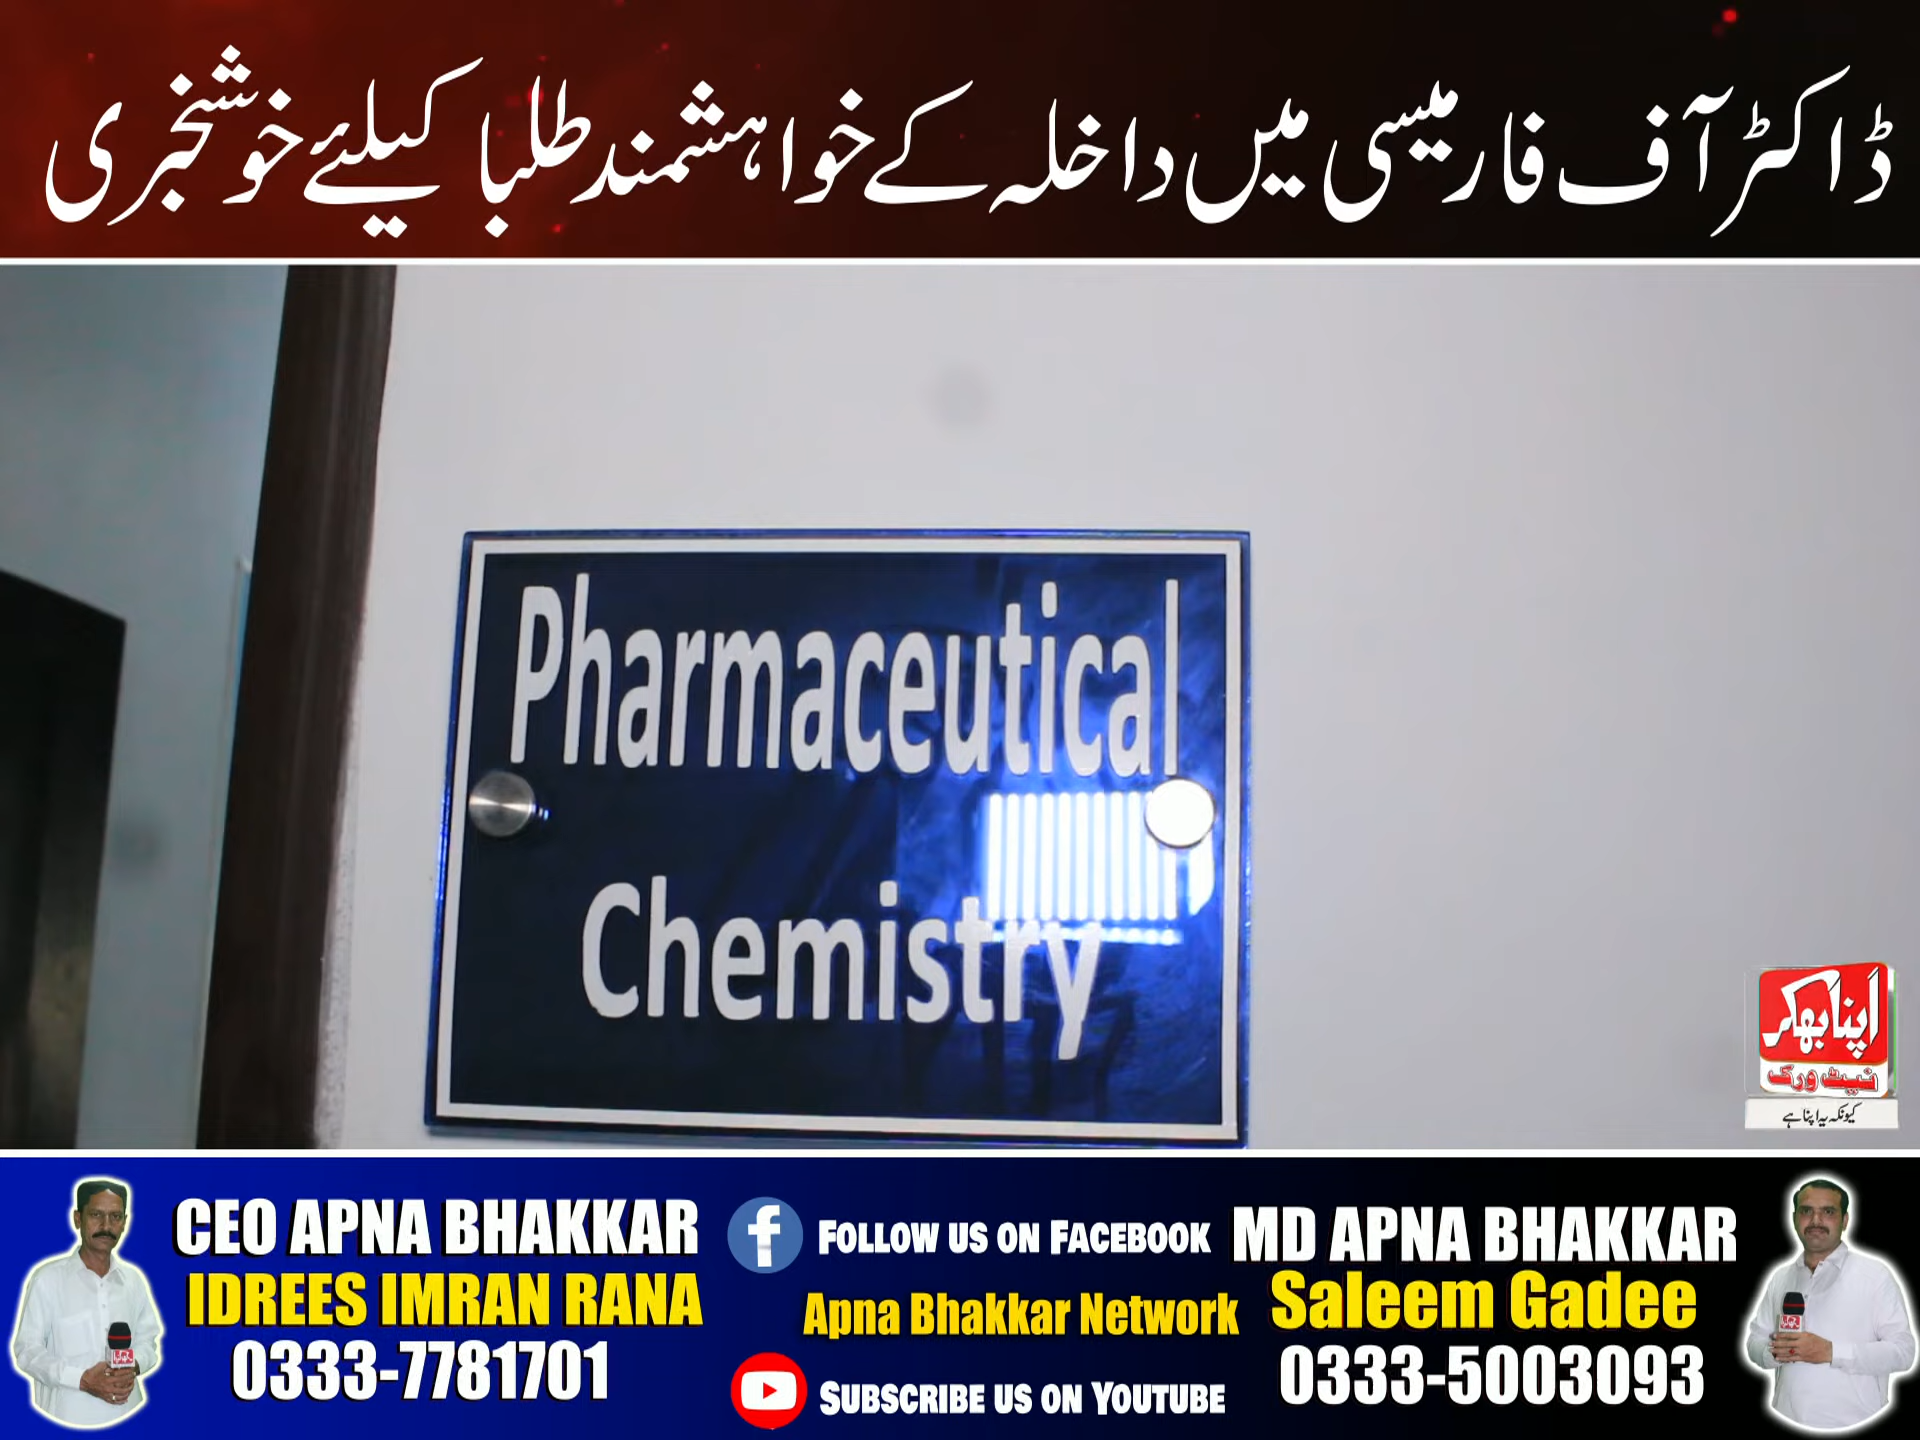 ڈاکٹر آف فارمیسی میں داخلہ کے خواہشمند طلبا کیلئے خوشخبری
Pharmaceutical
Chemistry
اپنا بھکر
نیٹ ورک
کیونکہ یہ اپنا ہے
CEO APNA BHAKKAR
IDREES IMRAN RANA
0333-7781701
FOLLOW US ON FACEBOOK
Apna Bhakkar Network
SUBSCRIBE US ON YOUTUBE
MD APNA BHAKKAR
Saleem Gadee
0333-5003093